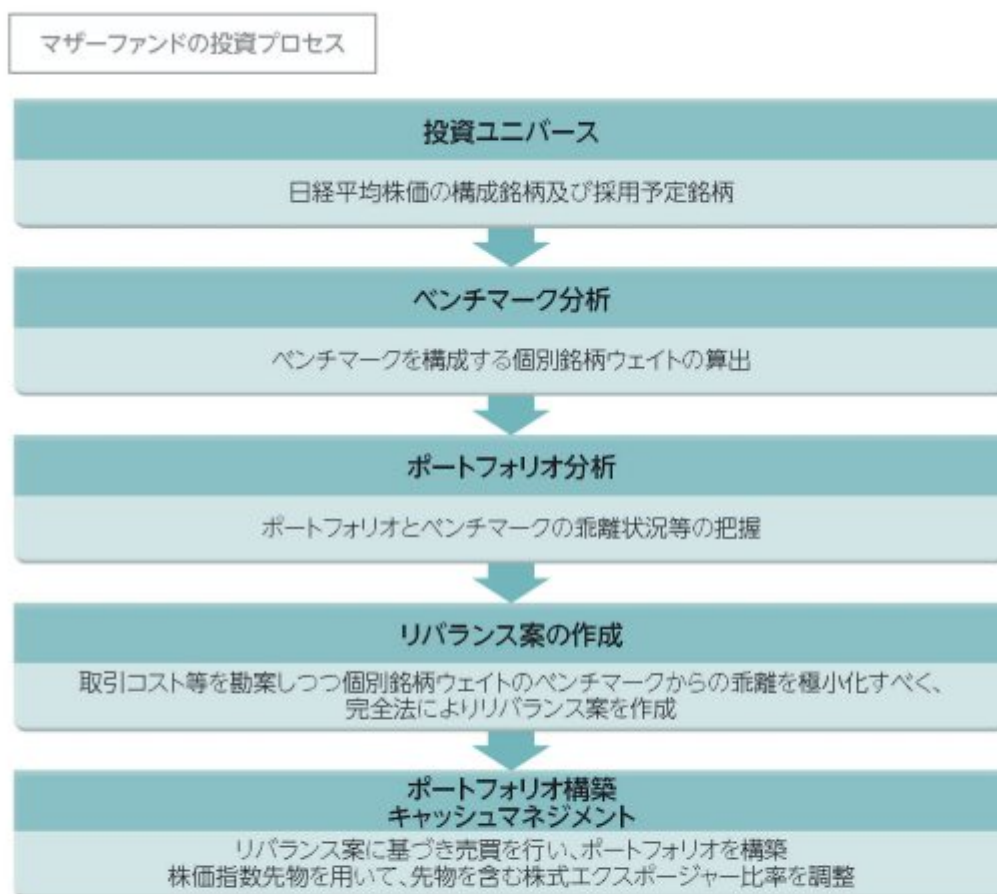 マザーファンドの投資プロセス
投資ユニバース
日経平均株価の構成銘柄及び採用予定銘柄
ベンチマーク分析
ベンチマークを構成する個別銘柄ウェイトの算出
ポートフォリオ分析
ポートフォリオとベンチマークの乖離状況等の把握
リバランス案の作成
取引コスト等を勘案しつつ個別銘柄ウェイトのベンチマークからの乖離を極小化すべく、
完全法によりリバランス案を作成
ポートフォリオ構築
キャッシュマネジメント
リバランス案に基づき売買を行い、ポートフォリオを構築
株価指数先物を用いて、先物を含む株式エクスポージャー比率を調整